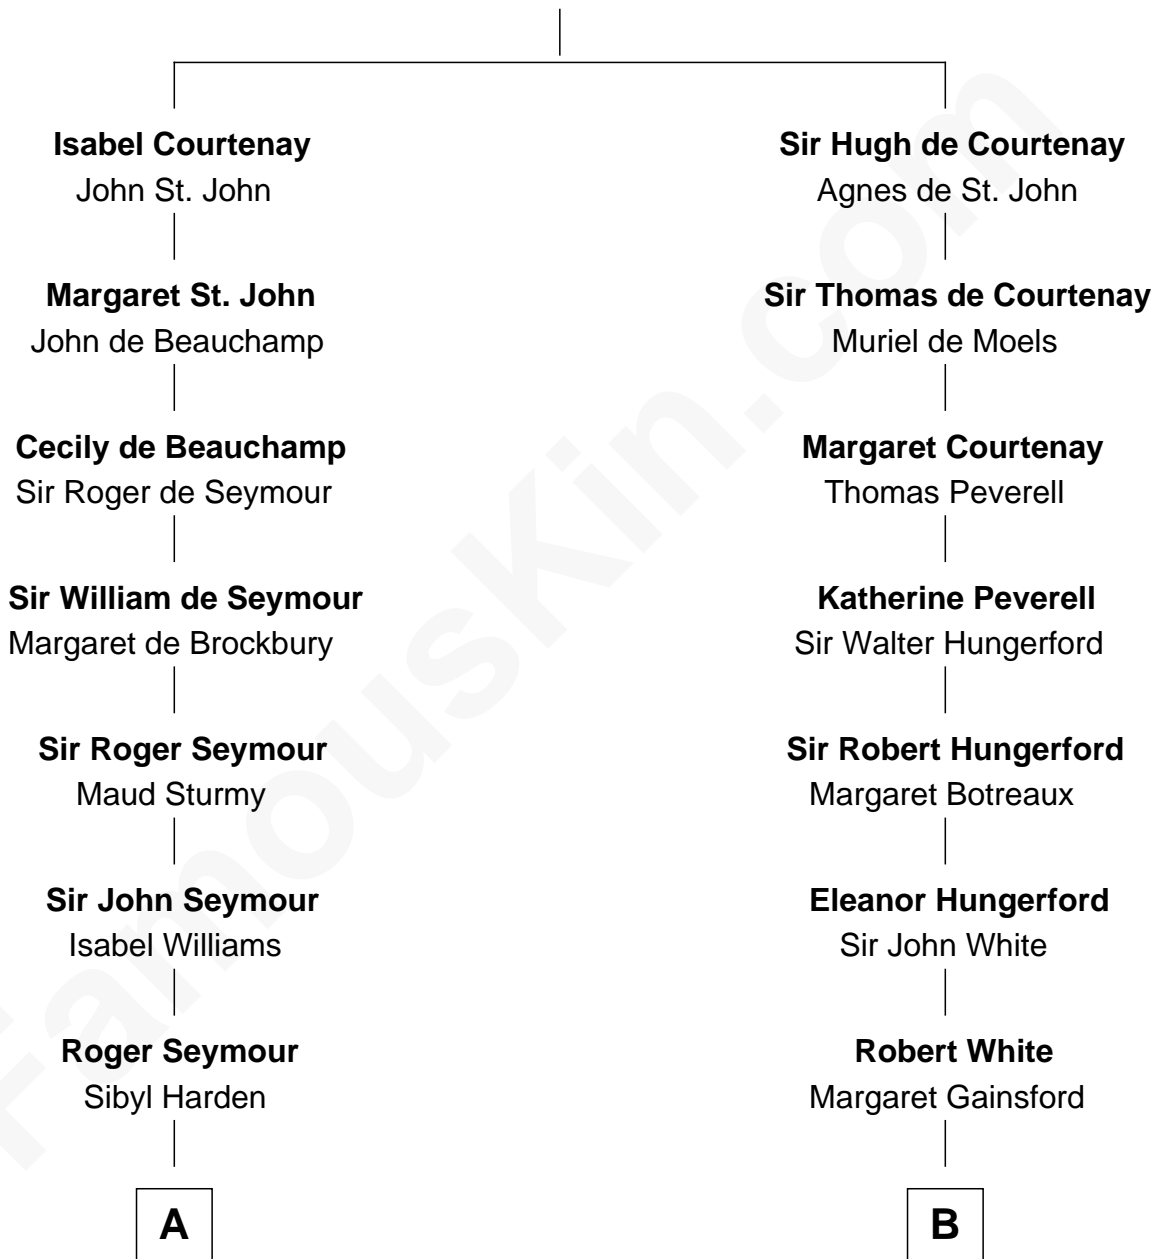 Isabel Courtenay
John St. John
Margaret St. John
John de Beauchamp
Cecily de Beauchamp
Sir Roger de Seymour
Sir William de Seymour
Margaret de Brockbury
Sir Roger Seymour
Maud Sturmy
Sir John Seymour
Isabel Williams
Roger Seymour
Sibyl Harden
A
Sir Hugh de Courtenay
Agnes de St. John
Sir Thomas de Courtenay
Muriel de Moels
Margaret Courtenay
Thomas Peverell
Katherine Peverell
Sir Walter Hungerford
Sir Robert Hungerford
Margaret Botreaux
Eleanor Hungerford
Sir John White
Robert White
Margaret Gainsford
B
FamousKin.com